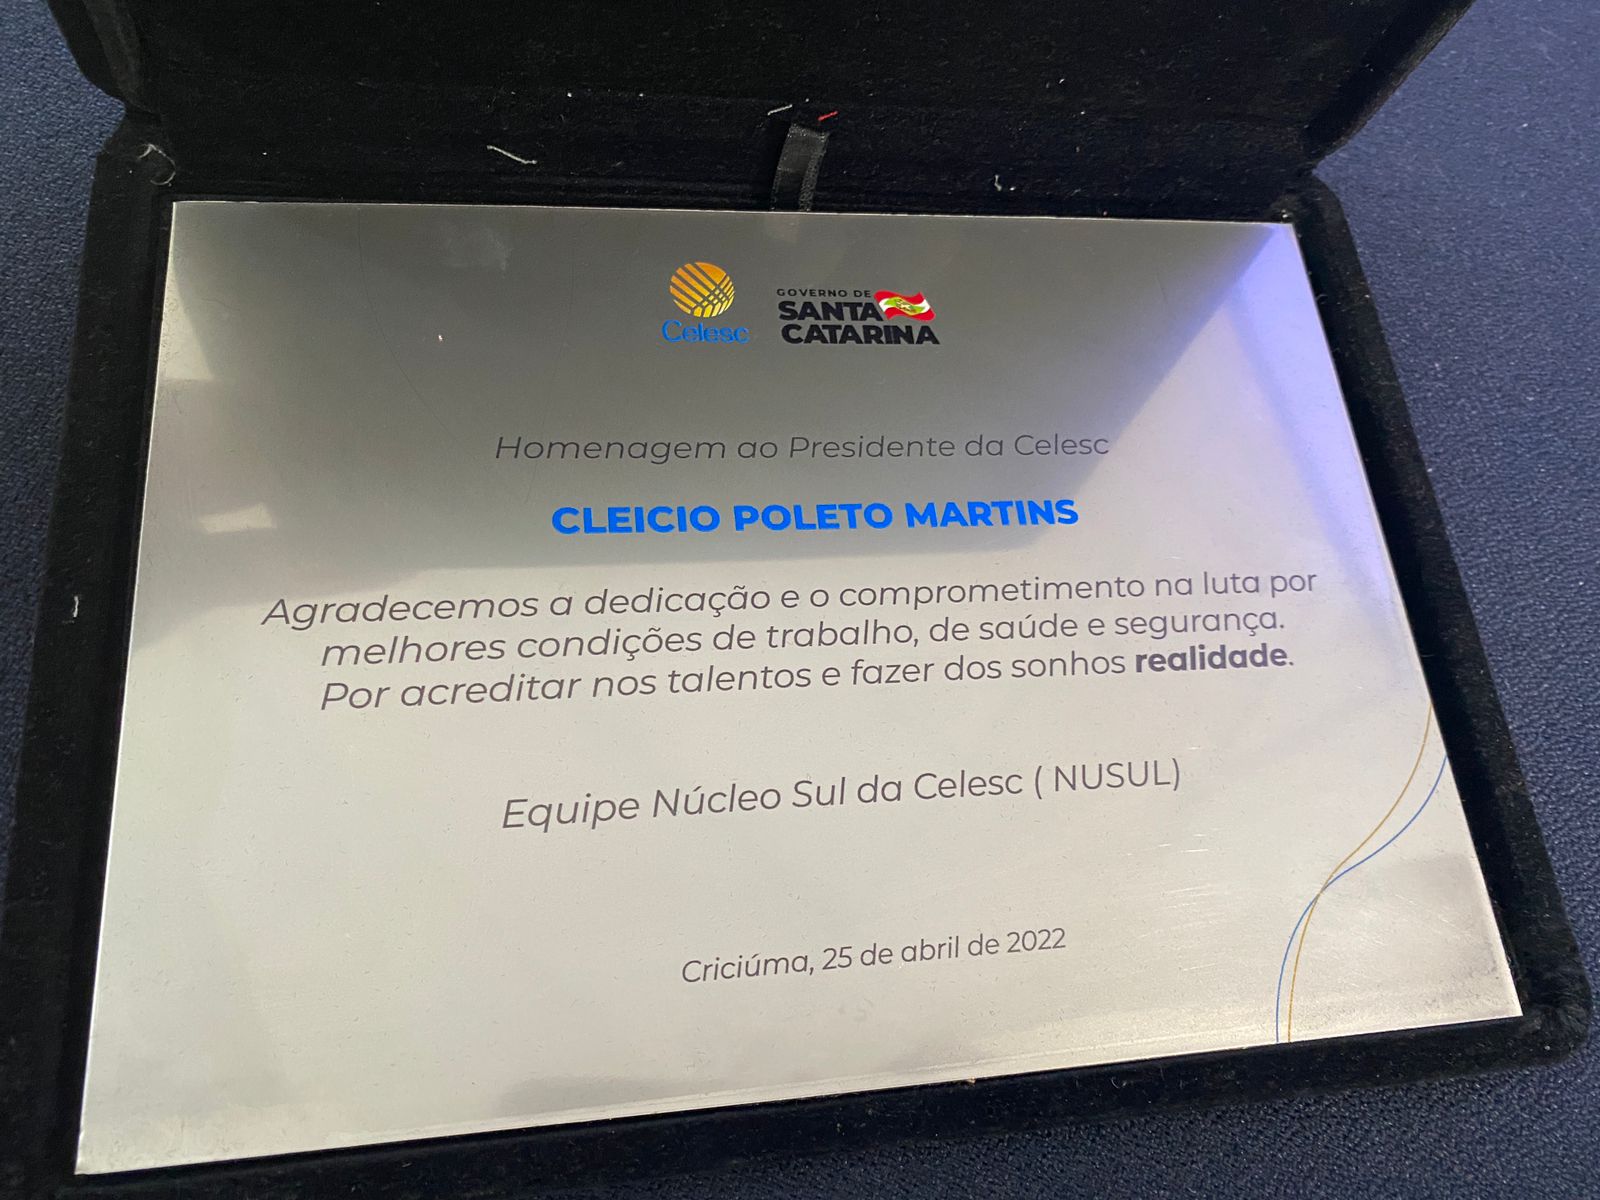 Celesc
GOVERNO DE
SANTA
CATARINA
Homenagem ao Presidente da Celesc
CLEICIO POLETO MARTINS
Agradecemos a dedicação e o comprometimento na luta por
melhores condições de trabalho, de saúde e segurança.
Por acreditar nos talentos e fazer dos sonhos realidade.
Equipe Núcleo Sul da Celesc ( NUSUL)
Criciúma, 25 de abril de 2022